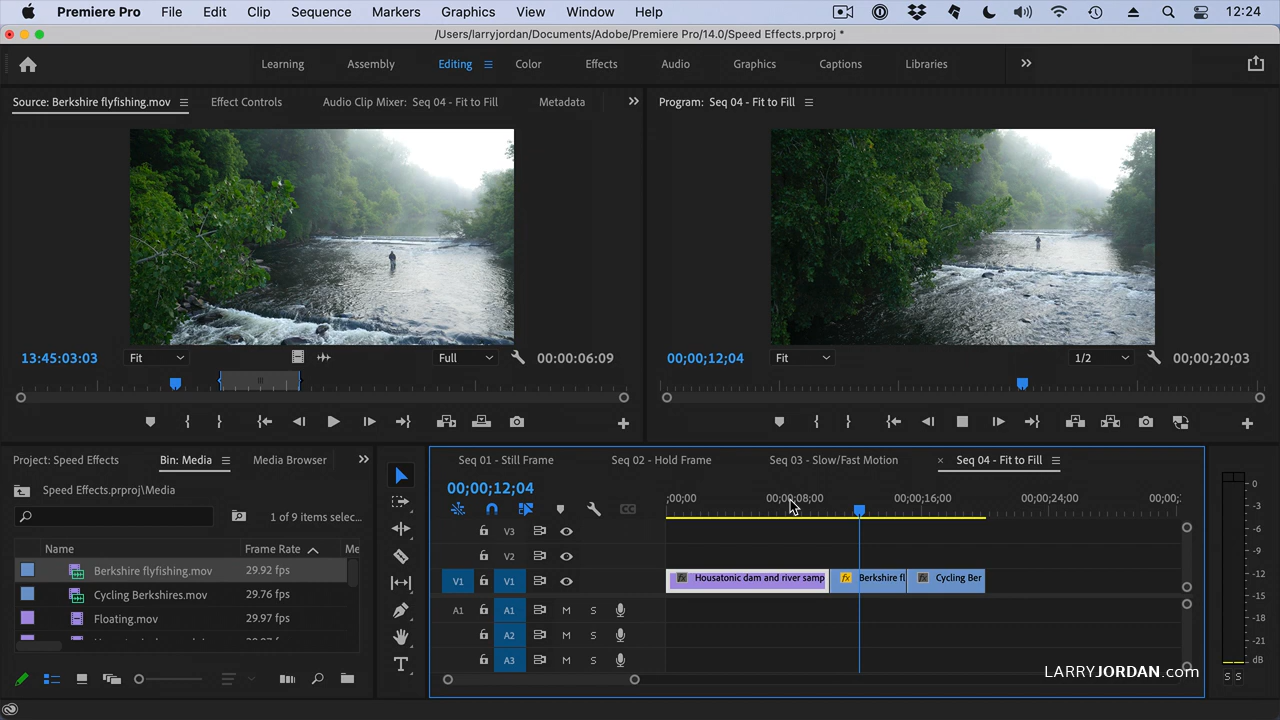 Premiere Pro File Edit Clip Sequence Markers Graphics View Window Help 12:24
/Users/larryjordan/Documents/Adobe/Premiere Pro/14.0/Speed Effects.prproj *
Learning Assembly Editing Color Effects Audio Graphics Captions Libraries
Source: Berkshire flyfishing.mov Effect Controls Audio Clip Mixer: Seq 04 - Fit to Fill Metadata Program: Seq 04 - Fit to Fill
13:45:03:03 Fit Full 00:00:06:09 00;00;12;04 Fit 1/2 00;00;20;03
Project: Speed Effects Bin: Media Media Browser Seq 01 - Still Frame Seq 02 - Hold Frame Seq 03 - Slow/Fast Motion × Seq 04 - Fit to Fill
Speed Effects.prproj\Media 00;00;12;04
;00;00 00;00;08;00 00;00;16;00 00;00;24;00 00;00;
1 of 9 items selec...
Name Frame Rate Me
Berkshire flyfishing.mov 29.92 fps
Cycling Berkshires.mov 29.76 fps
Floating.mov 29.97 fps
V3
V2
V1 V1 fx Housatonic dam and river samp fx Berkshire fl fx Cycling Ber
A1 A1 M S
A2 M S
A3 M S
0
-3
-6
-9
-12
-15
-18
-21
dB
S S
LARRYJORDAN.com